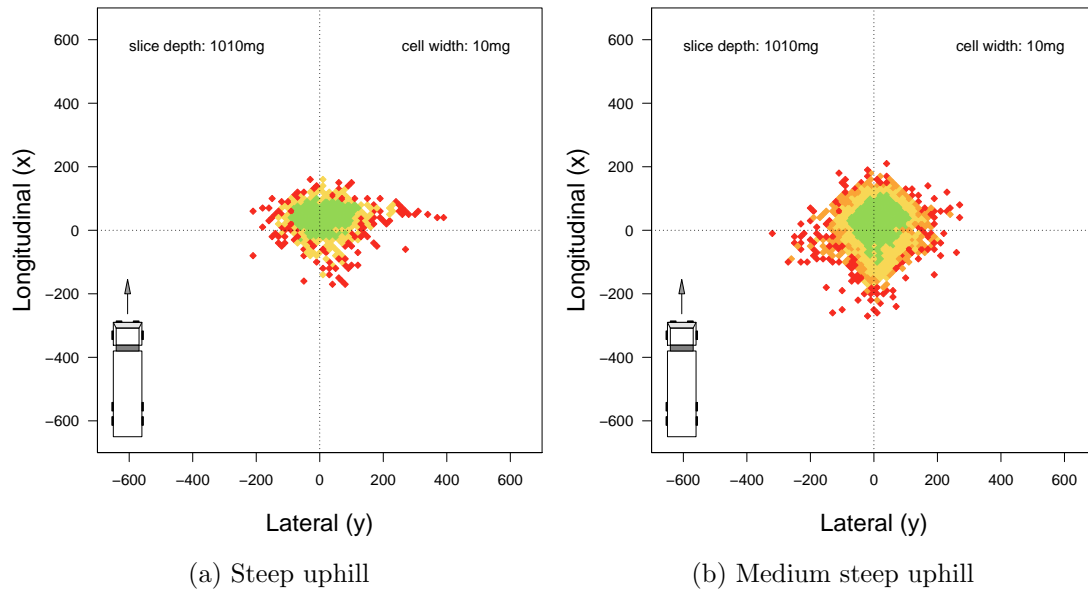 slice depth: 1010mg cell width: 10mg
600
400
200
0
−200
−400
−600
Longitudinal (x)
−600 −400 −200 0 200 400 600
Lateral (y)
(a) Steep uphill
slice depth: 1010mg cell width: 10mg
600
400
200
0
−200
−400
−600
Longitudinal (x)
−600 −400 −200 0 200 400 600
Lateral (y)
(b) Medium steep uphill